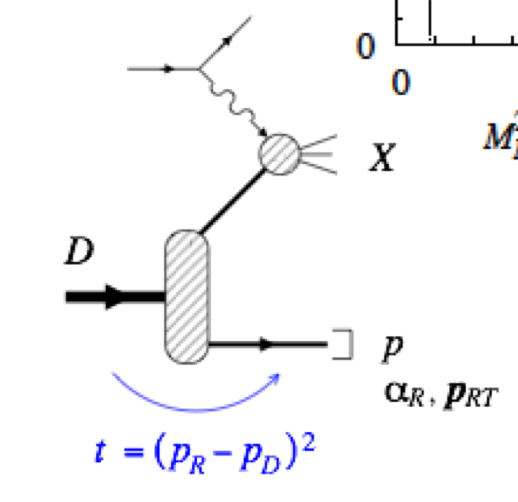 0
0
X
D
p
α_R, p_RT
t = (p_R − p_D)²